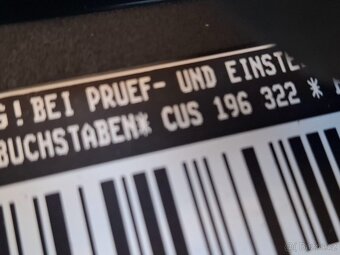 G! BEI PRUEF- UND EINSTE
BUCHSTABEN* CUS 196 322 *